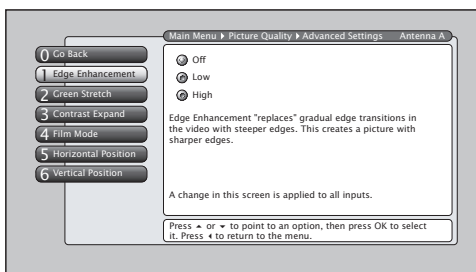 Main Menu ▸ Picture Quality ▸ Advanced Settings Antenna A
0 Go Back
1 Edge Enhancement
2 Green Stretch
3 Contrast Expand
4 Film Mode
5 Horizontal Position
6 Vertical Position
Off
Low
High
Edge Enhancement "replaces" gradual edge transitions in
the video with steeper edges. This creates a picture with
sharper edges.
A change in this screen is applied to all inputs.
Press ▴ or ▾ to point to an option, then press OK to select
it. Press ◂ to return to the menu.